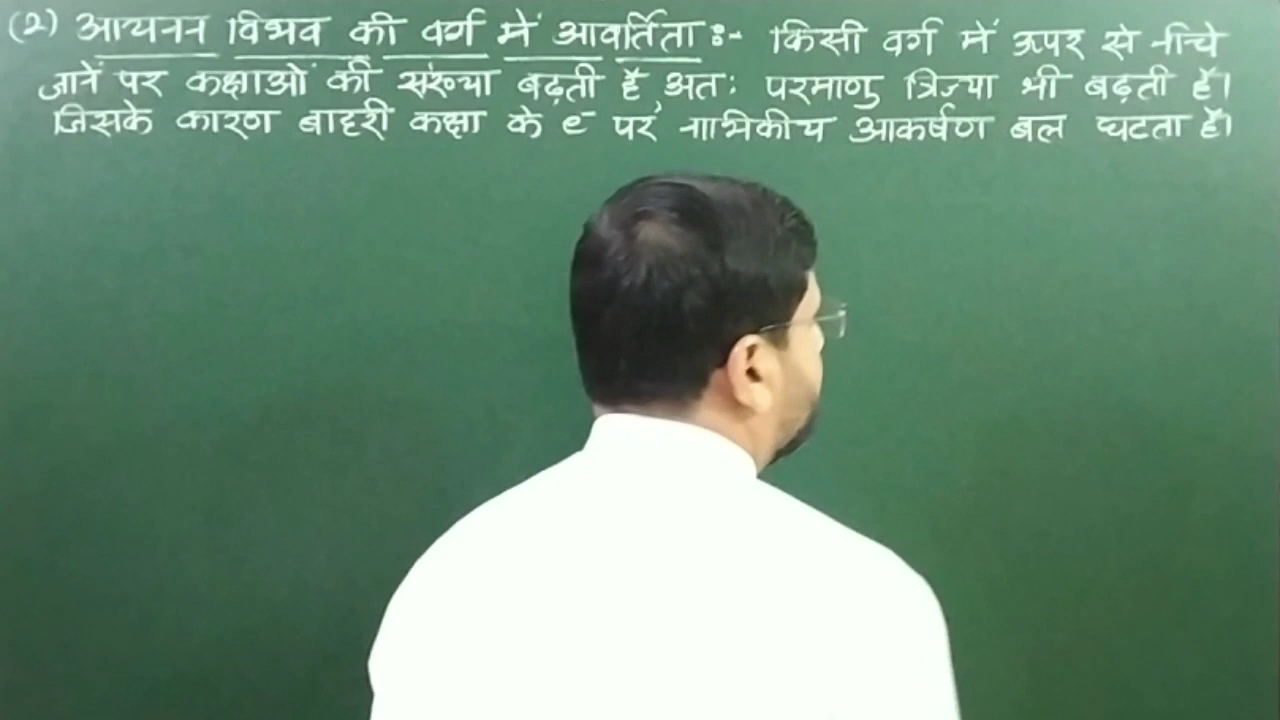 (2) आयनन विभव की वर्ग में आवर्तिता :- किसी वर्ग में ऊपर से नीचे
जाने पर कक्षाओं की संख्या बढ़ती है, अतः परमाणु त्रिज्या भी बढ़ती है।
जिसके कारण बाहरी कक्षा के e⁻ पर नाभिकीय आकर्षण बल घटता है।